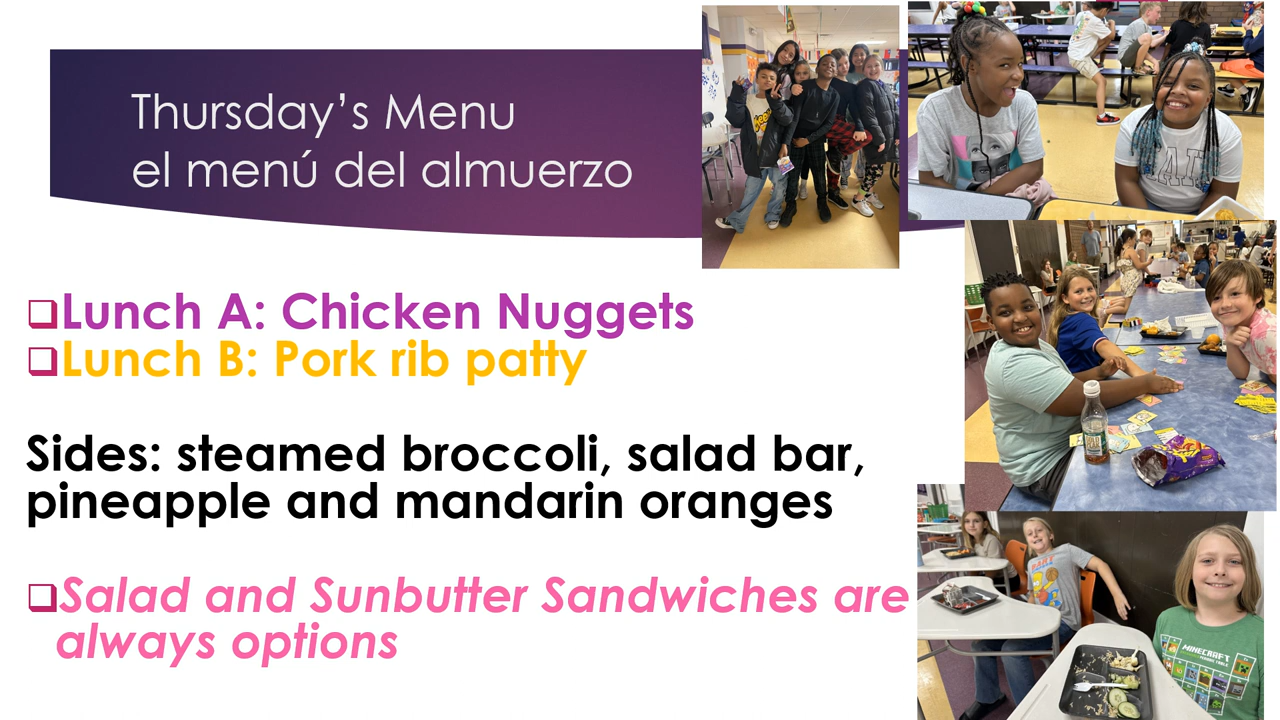 Thursday's Menu
el menú del almuerzo
Lunch A: Chicken Nuggets
Lunch B: Pork rib patty
Sides: steamed broccoli, salad bar,
pineapple and mandarin oranges
Salad and Sunbutter Sandwiches are
always options
MINECRAFT